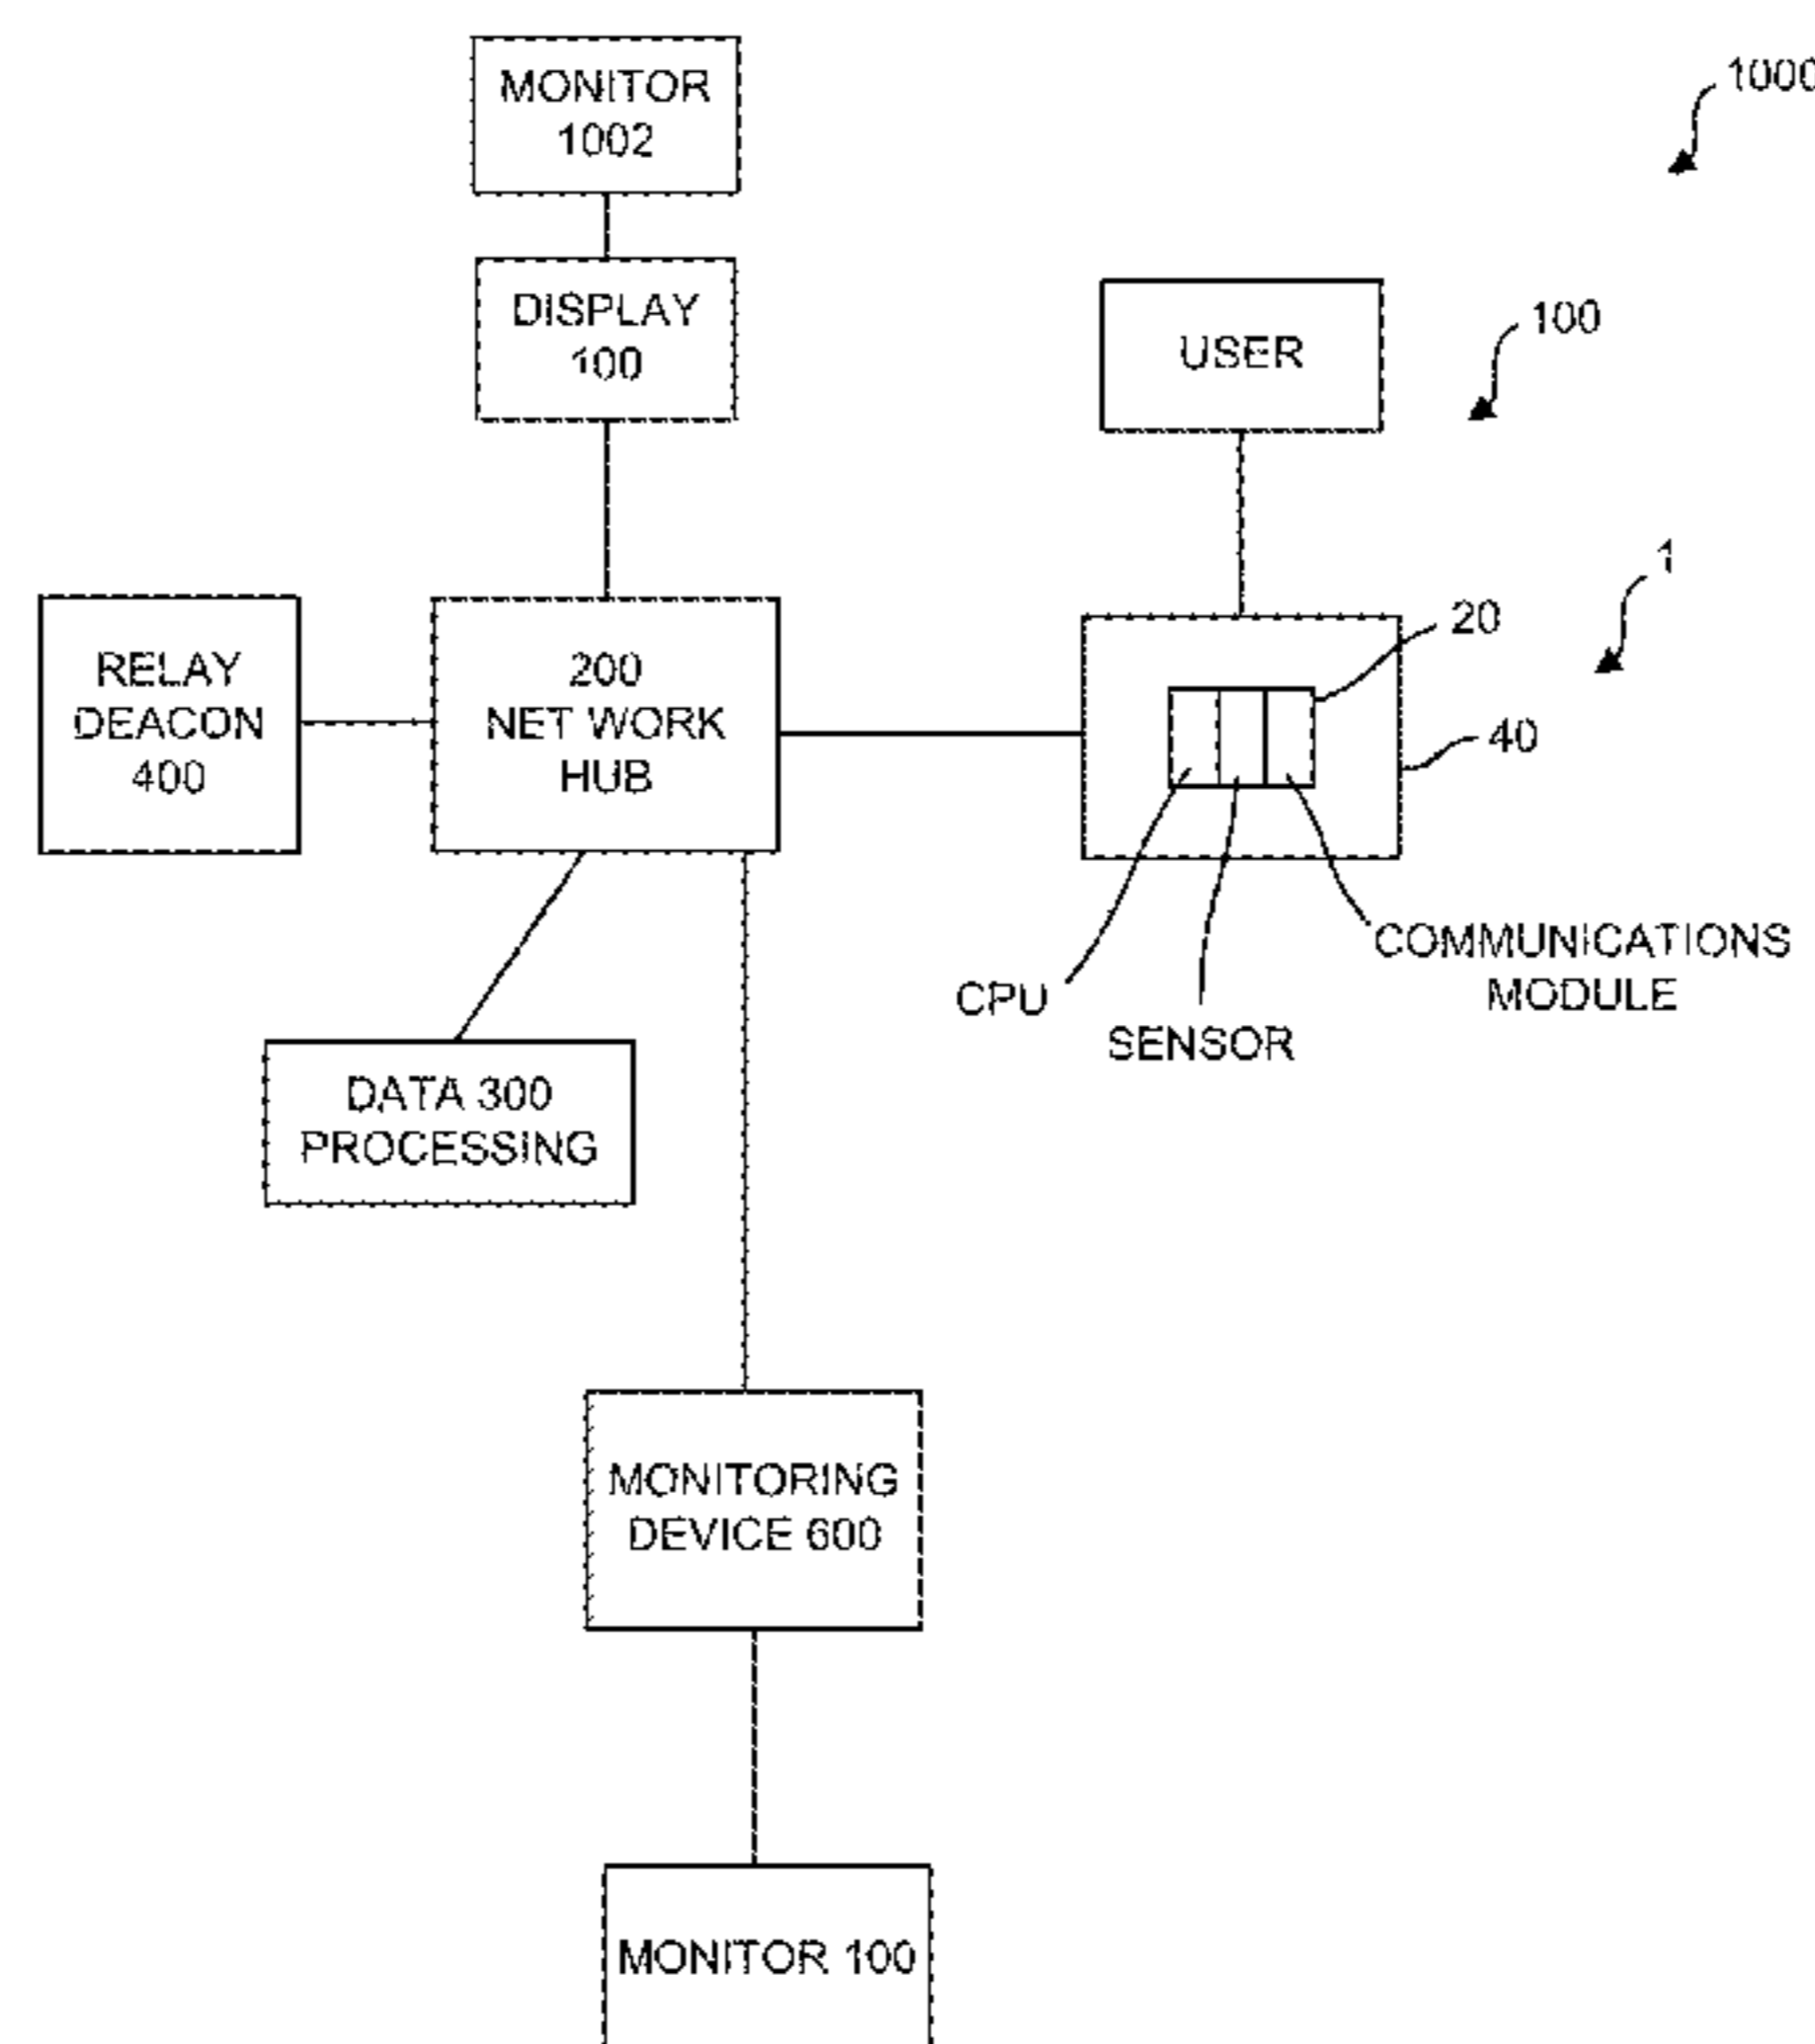 MONITOR
1002
1000
DISPLAY
100
USER
100
1
RELAY
DEACON
400
200
NET WORK
HUB
20
40
COMMUNICATIONS
MODULE
CPU
SENSOR
DATA 300
PROCESSING
MONITORING
DEVICE 600
MONITOR 100